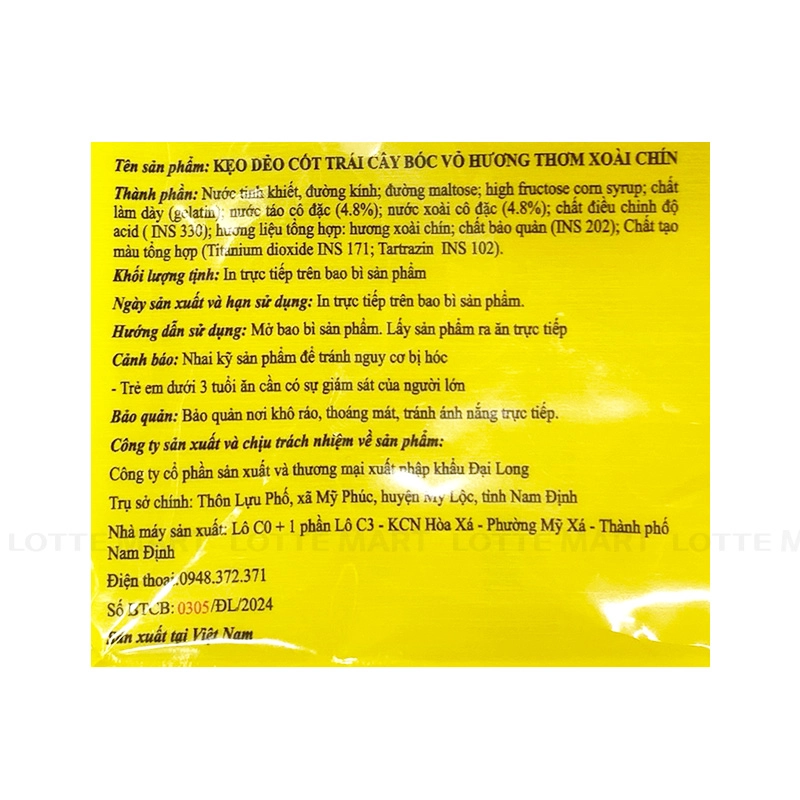 Tên sản phẩm: KẸO DẺO CỐT TRÁI CÂY BÓC VỎ HƯƠNG THƠM XOÀI CHÍN
Thành phần: Nước tinh khiết, đường kính; đường maltose; high fructose corn syrup; chất
làm dày (gelatin); nước táo cô đặc (4.8%); nước xoài cô đặc (4.8%); chất điều chỉnh độ
acid ( INS 330); hương liệu tổng hợp: hương xoài chín; chất bảo quản (INS 202); Chất tạo
màu tổng hợp (Titanium dioxide INS 171; Tartrazin INS 102).
Khối lượng tịnh: In trực tiếp trên bao bì sản phẩm
Ngày sản xuất và hạn sử dụng: In trực tiếp trên bao bì sản phẩm.
Hướng dẫn sử dụng: Mở bao bì sản phẩm. Lấy sản phẩm ra ăn trực tiếp
Cảnh báo: Nhai kỹ sản phẩm để tránh nguy cơ bị hóc
- Trẻ em dưới 3 tuổi ăn cần có sự giám sát của người lớn
Bảo quản: Bảo quản nơi khô ráo, thoáng mát, tránh ánh nắng trực tiếp.
Công ty sản xuất và chịu trách nhiệm về sản phẩm:
Công ty cổ phần sản xuất và thương mại xuất nhập khẩu Đại Long
Trụ sở chính: Thôn Lựu Phố, xã Mỹ Phúc, huyện Mỹ Lộc, tỉnh Nam Định
Nhà máy sản xuất: Lô C0 + 1 phần Lô C3 - KCN Hòa Xá - Phường Mỹ Xá - Thành phố
LOTTE MART LOTTE MART LOTTE MART LOTTE M
Nam Định
Điện thoại:0948.372.371
Số BTCB: 0305/ĐL/2024
Sản xuất tại Việt Nam